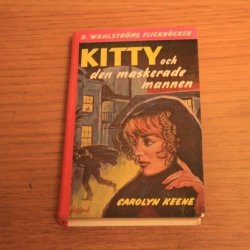 B. WAHLSTRÖMS FLICKBÖCKER
KITTY och
den maskerade
mannen
CAROLYN KEENE